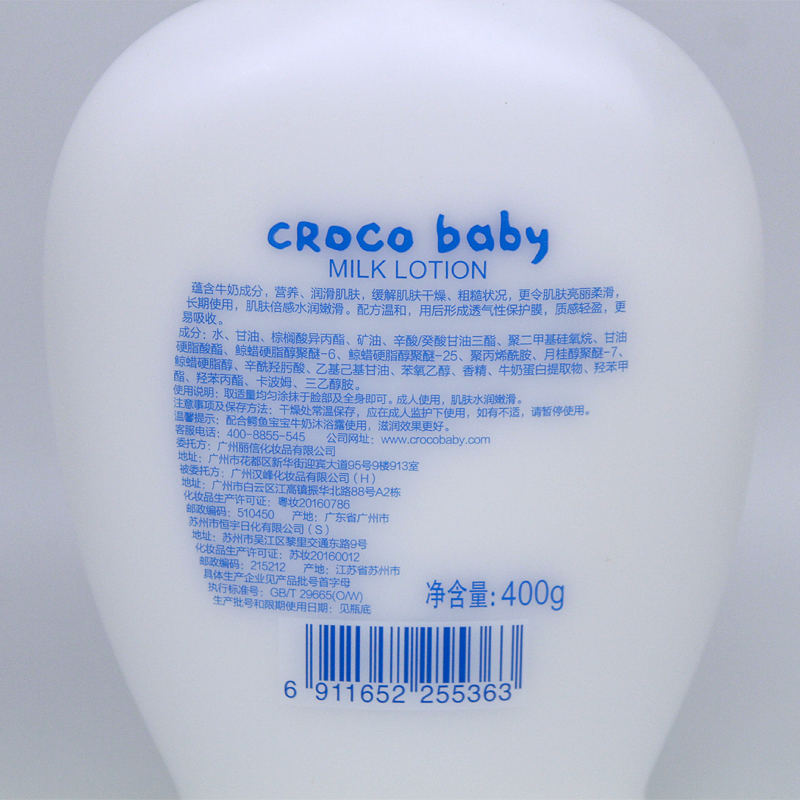 croco baby
MILK LOTION
蕴含牛奶成分，营养、润滑肌肤，缓解肌肤干燥、粗糙状况，更令肌肤亮丽柔滑，
长期使用，肌肤倍感水润嫩滑。配方温和，用后形成透气性保护膜，质感轻盈，更
易吸收。
成分：水、甘油、棕榈酸异丙酯、矿油、辛酸/癸酸甘油三酯、聚二甲基硅氧烷、甘油
硬脂酸酯、鲸蜡硬脂醇聚醚-6、鲸蜡硬脂醇聚醚-25、聚丙烯酰胺、月桂醇聚醚-7、
鲸蜡硬脂醇、辛酰羟肟酸、乙基己基甘油、苯氧乙醇、香精、牛奶蛋白提取物、羟苯甲
酯、羟苯丙酯、卡波姆、三乙醇胺。
使用说明：取适量均匀涂抹于脸部及全身即可。成人使用，肌肤水润嫩滑。
注意事项及保存方法：干燥处常温保存，应在成人监护下使用，如有不适，请暂停使用。
温馨提示：配合鳄鱼宝宝牛奶沐浴露使用，滋润效果更好。
客服电话：400-8855-545 公司网址：www.crocobaby.com
委托方：广州丽信化妆品有限公司
地址：广州市花都区新华街迎宾大道95号9楼913室
被委托方：广州汉峰化妆品有限公司（H）
地址：广州市白云区江高镇振华北路88号A2栋
化妆品生产许可证：粤妆20160786
邮政编码：510450 产地：广东省广州市
苏州市恒宇日化有限公司（S）
地址：苏州市吴江区黎里交通东路9号
化妆品生产许可证：苏妆20160012
邮政编码：215212 产地：江苏省苏州市
具体生产企业见产品批号首字母
执行标准号：GB/T 29665(O/W)
生产批号和限期使用日期：见瓶底
净含量：400g
6 911652 255363